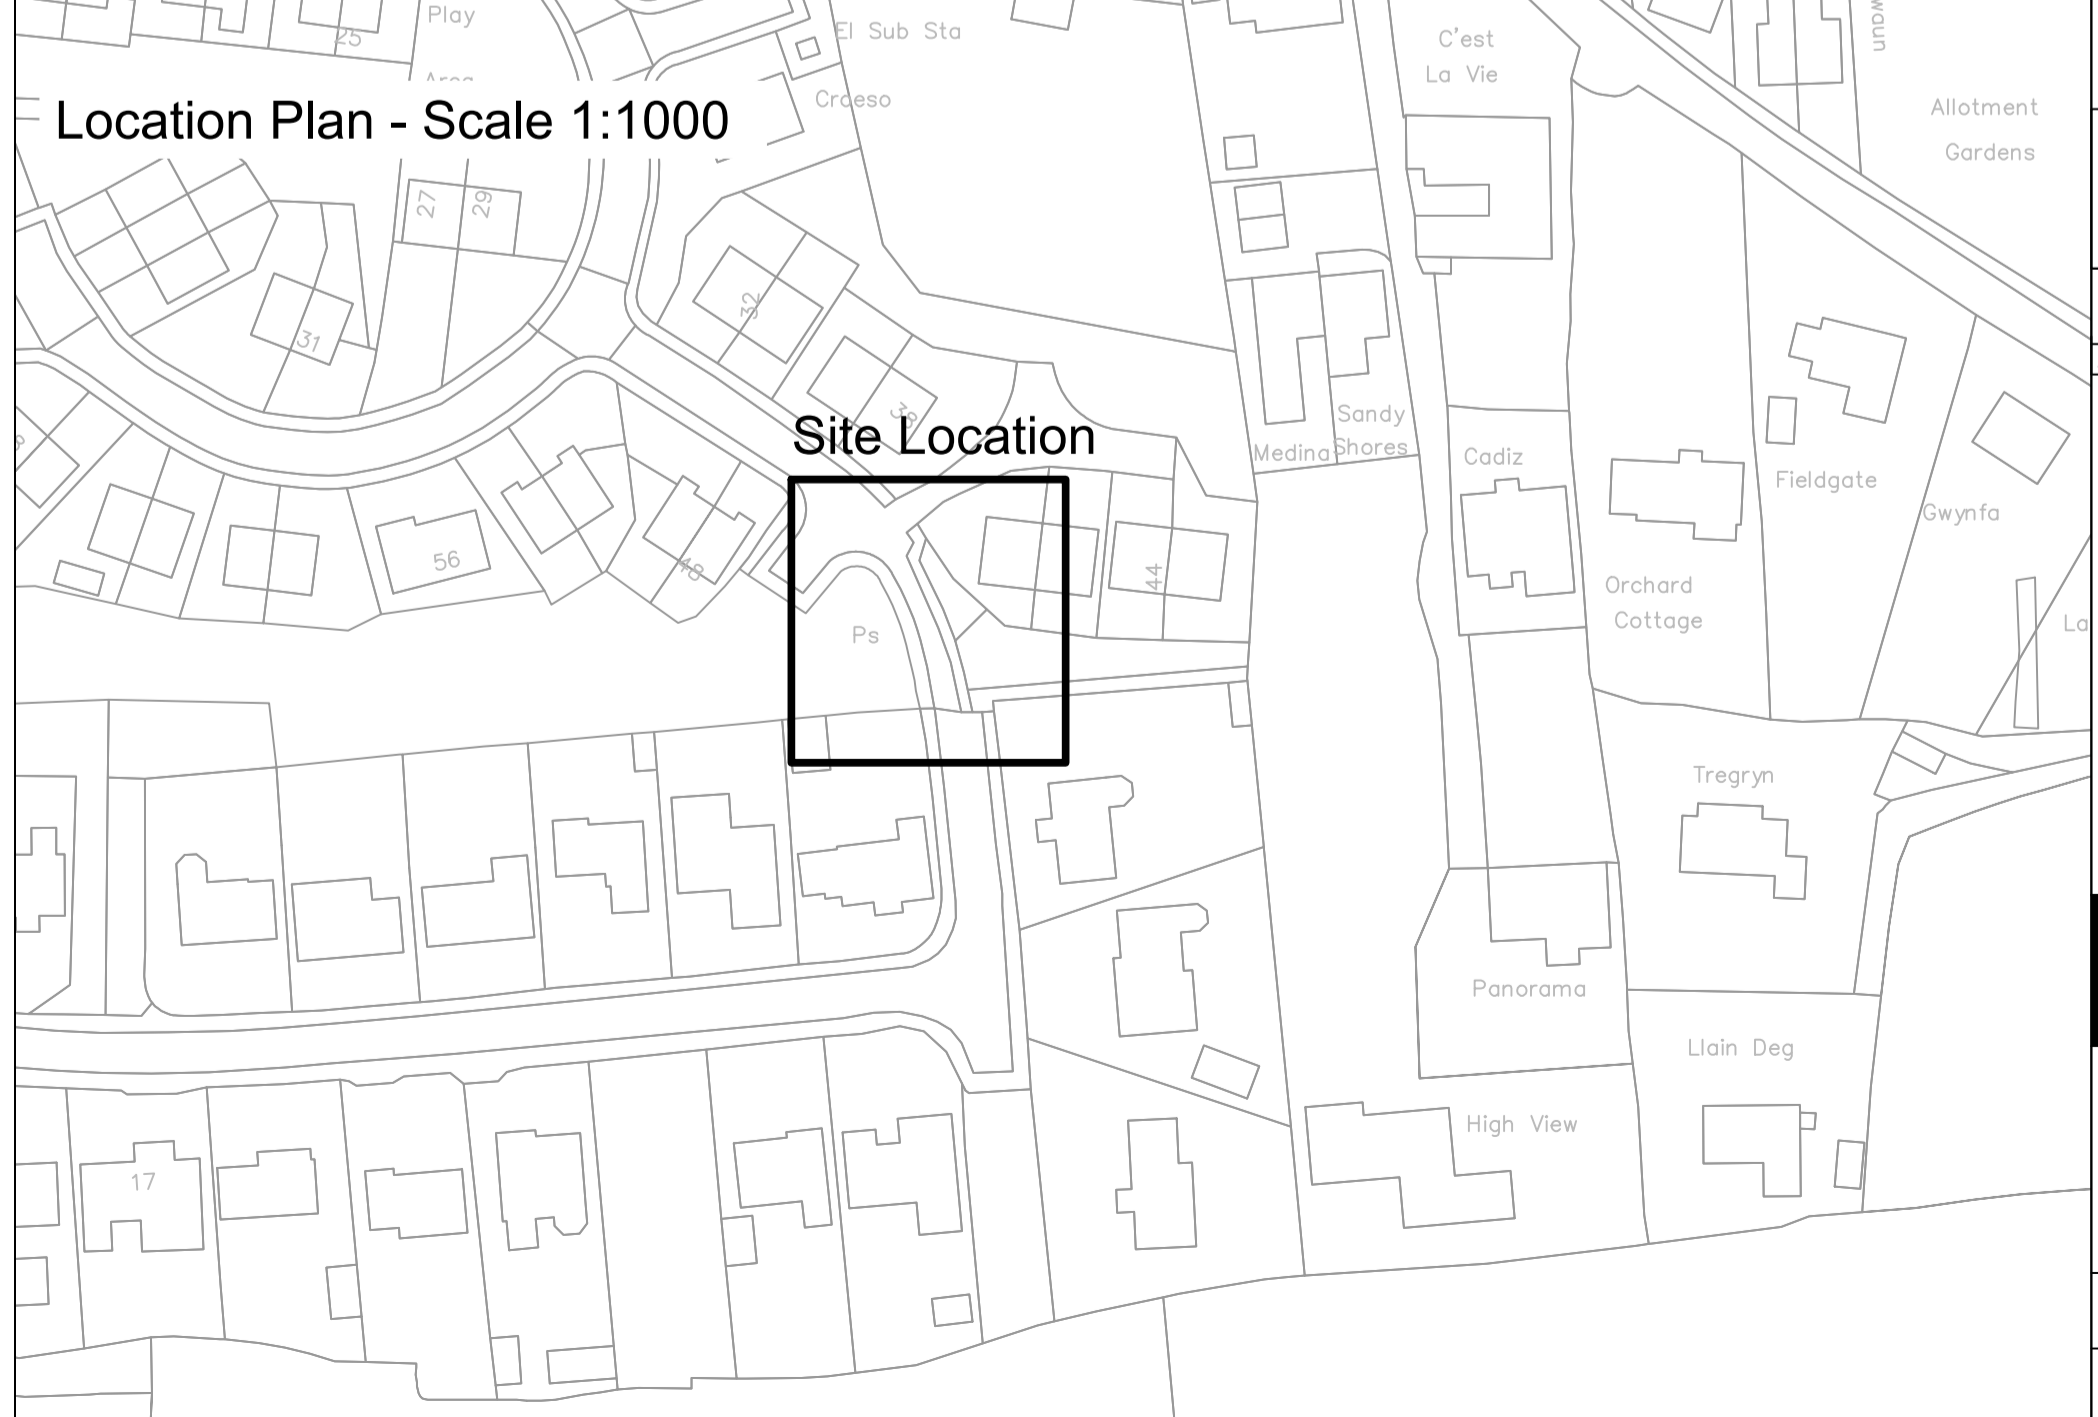 Play
25
El Sub Sta
C'est
La Vie
Croeso
Allotment
Gardens
Location Plan - Scale 1:1000
27
29
32
31
38
Site Location
Sandy
Shores
Medina
Cadiz
Fieldgate
Gwynfa
56
48
44
Orchard
Cottage
Ps
La
Tregryn
Panorama
Llain Deg
High View
17